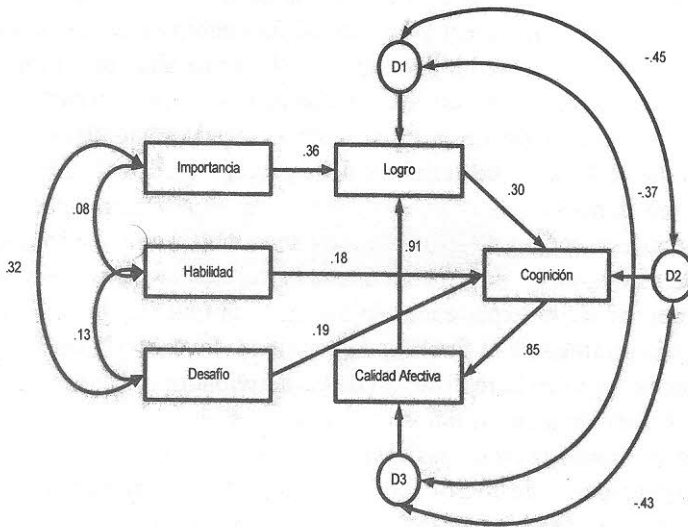 D1
-.45
Importancia
.36
Logro
.30
-.37
.08
.91
.32
Habilidad
.18
Cognición
D2
.13
.19
.85
Desafío
Calidad Afectiva
D3
-.43